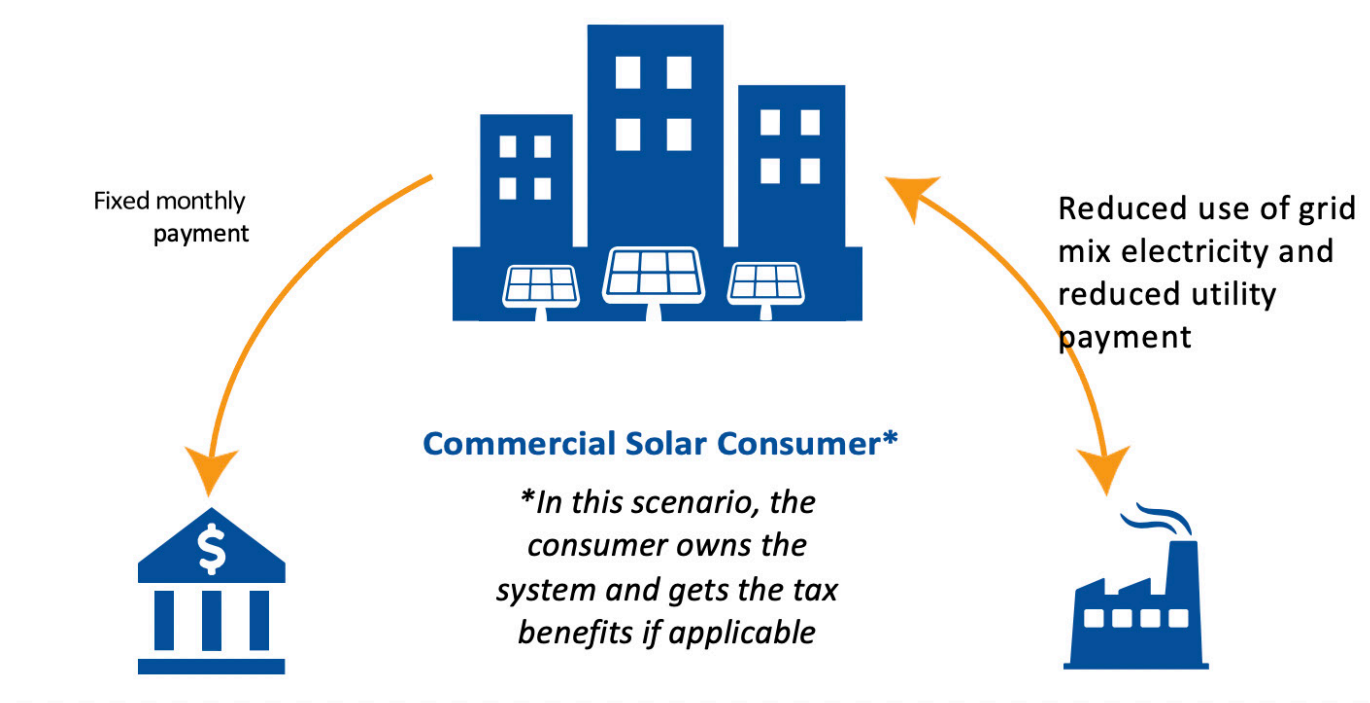 Fixed monthly
payment
Reduced use of grid
mix electricity and
reduced utility
payment
Commercial Solar Consumer*
*In this scenario, the
consumer owns the
system and gets the tax
benefits if applicable
$